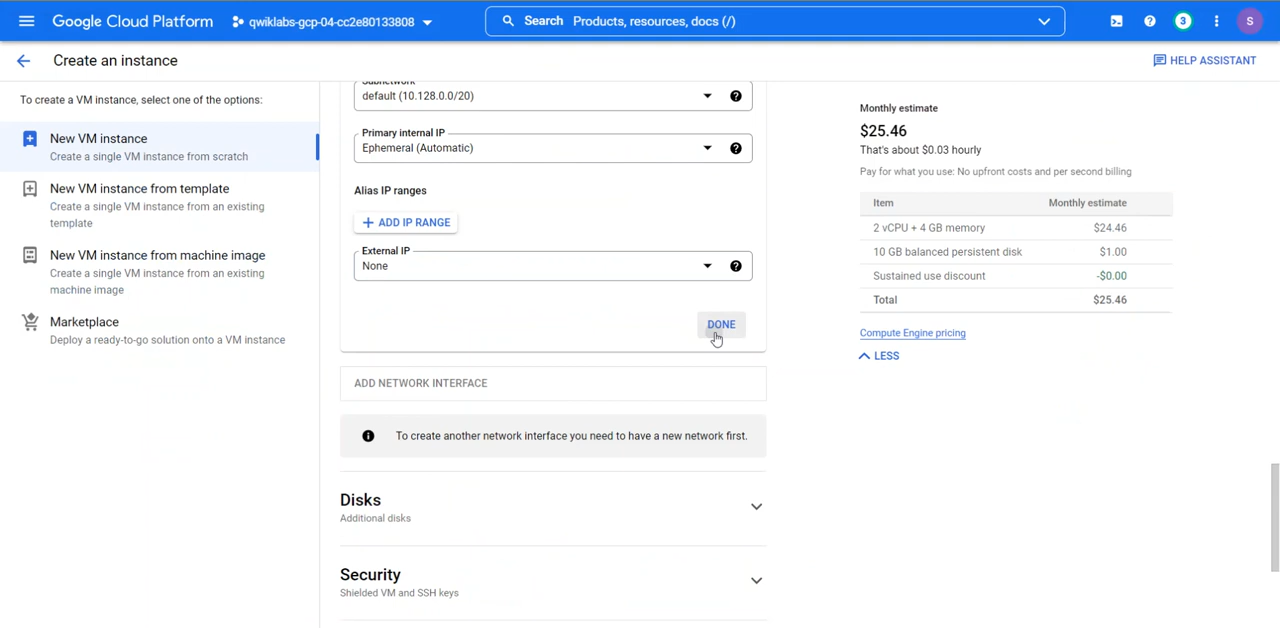 Google Cloud Platform
qwiklabs-gcp-04-cc2e80133808
Search Products, resources, docs (/)
3
S
Create an instance
HELP ASSISTANT
To create a VM instance, select one of the options:
New VM instance
Create a single VM instance from scratch
New VM instance from template
Create a single VM instance from an existing
template
New VM instance from machine image
Create a single VM instance from an existing
machine image
Marketplace
Deploy a ready-to-go solution onto a VM instance
Subnetwork
default (10.128.0.0/20)
Primary internal IP
Ephemeral (Automatic)
Alias IP ranges
ADD IP RANGE
External IP
None
DONE
ADD NETWORK INTERFACE
To create another network interface you need to have a new network first.
Disks
Additional disks
Security
Shielded VM and SSH keys
Monthly estimate
$25.46
That's about $0.03 hourly
Pay for what you use: No upfront costs and per second billing
Item Monthly estimate
2 vCPU + 4 GB memory $24.46
10 GB balanced persistent disk $1.00
Sustained use discount -$0.00
Total $25.46
Compute Engine pricing
LESS